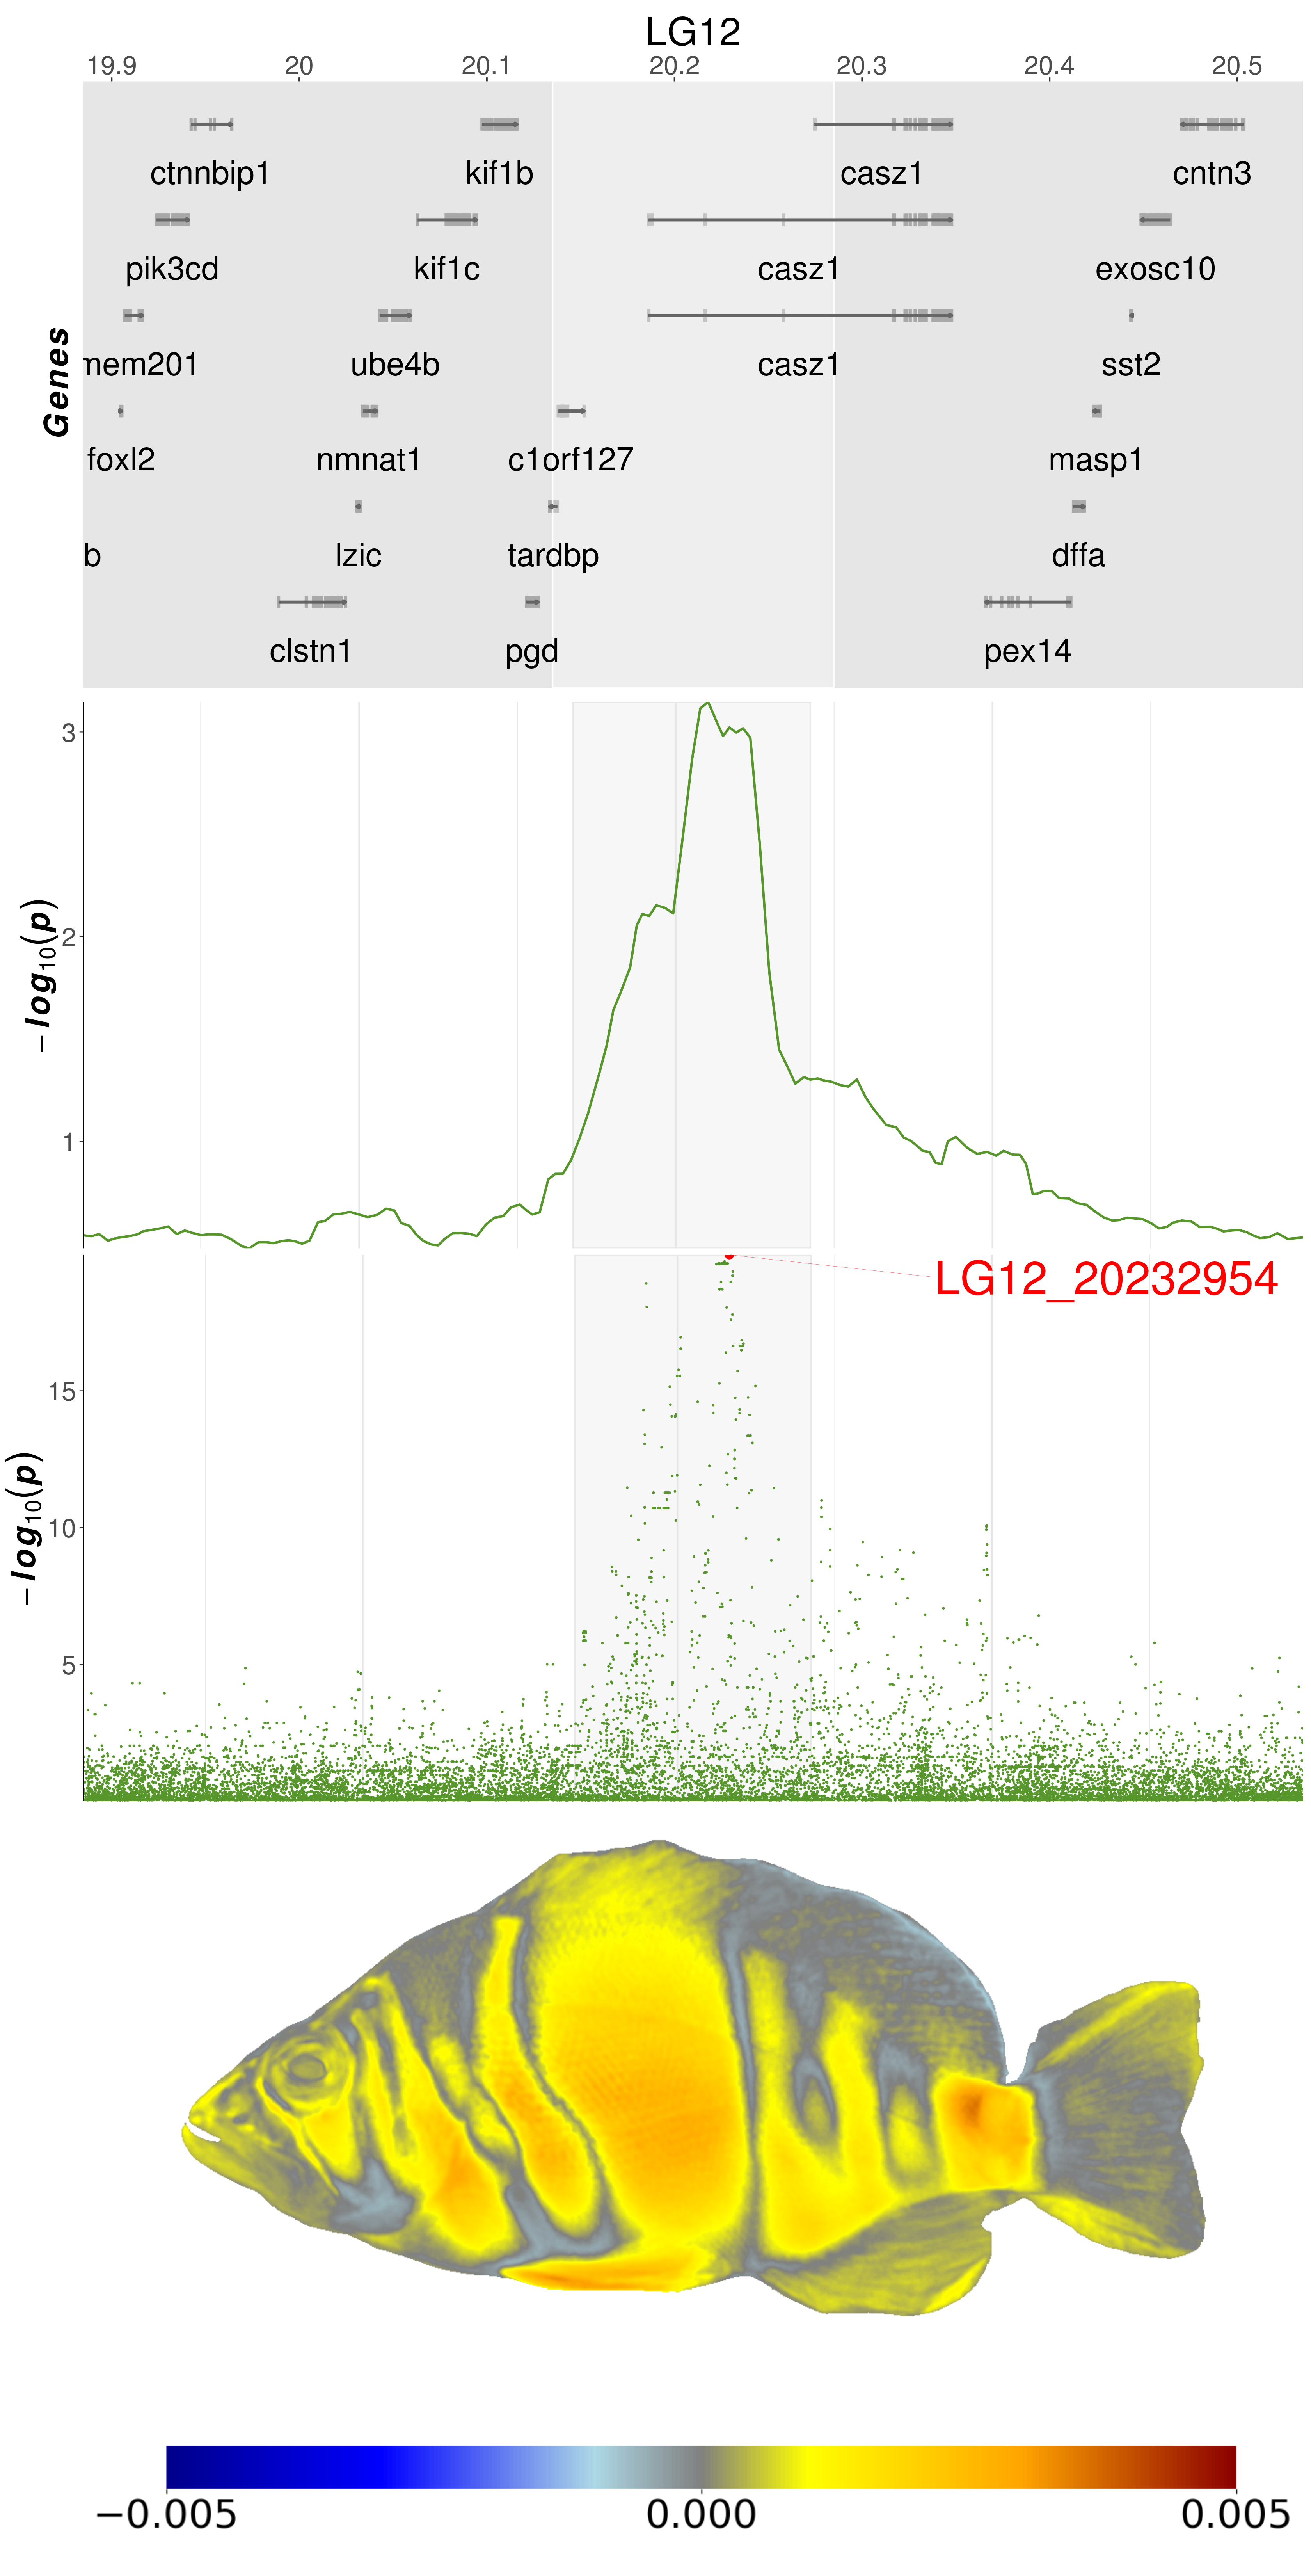 LG12
19.9 20 20.1 20.2 20.3 20.4 20.5
ctnnbip1 kif1b casz1 cntn3
pik3cd kif1c casz1 exosc10
mem201 ube4b casz1 sst2
foxl2 nmnat1 c1orf127 masp1
b lzic tardbp dffa
clstn1 pgd pex14
Genes
3
2
1
−log10(p)
LG12_20232954
15
10
5
−log10(p)
−0.005 0.000 0.005